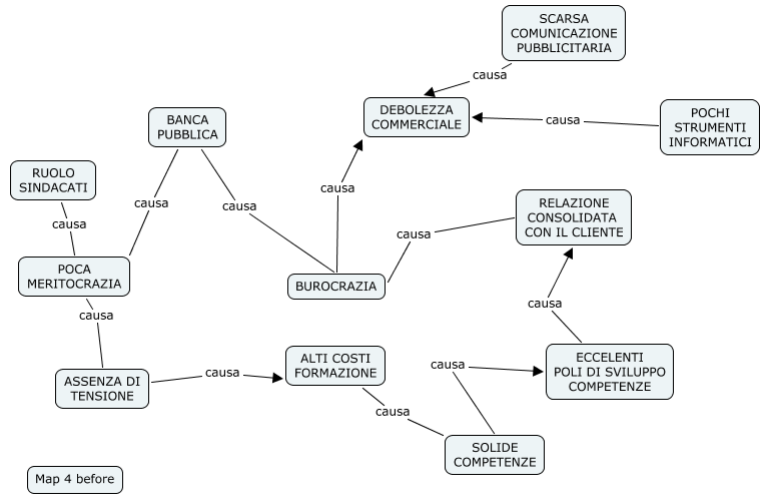 SCARSA
COMUNICAZIONE
PUBBLICITARIA
causa
DEBOLEZZA
COMMERCIALE
causa
POCHI
STRUMENTI
INFORMATICI
BANCA
PUBBLICA
RUOLO
SINDACATI
causa
causa
causa
causa
RELAZIONE
CONSOLIDATA
CON IL CLIENTE
causa
POCA
MERITOCRAZIA
BUROCRAZIA
causa
causa
ASSENZA DI
TENSIONE
causa
ALTI COSTI
FORMAZIONE
causa
ECCELENTI
POLI DI SVILUPPO
COMPETENZE
causa
SOLIDE
COMPETENZE
Map 4 before